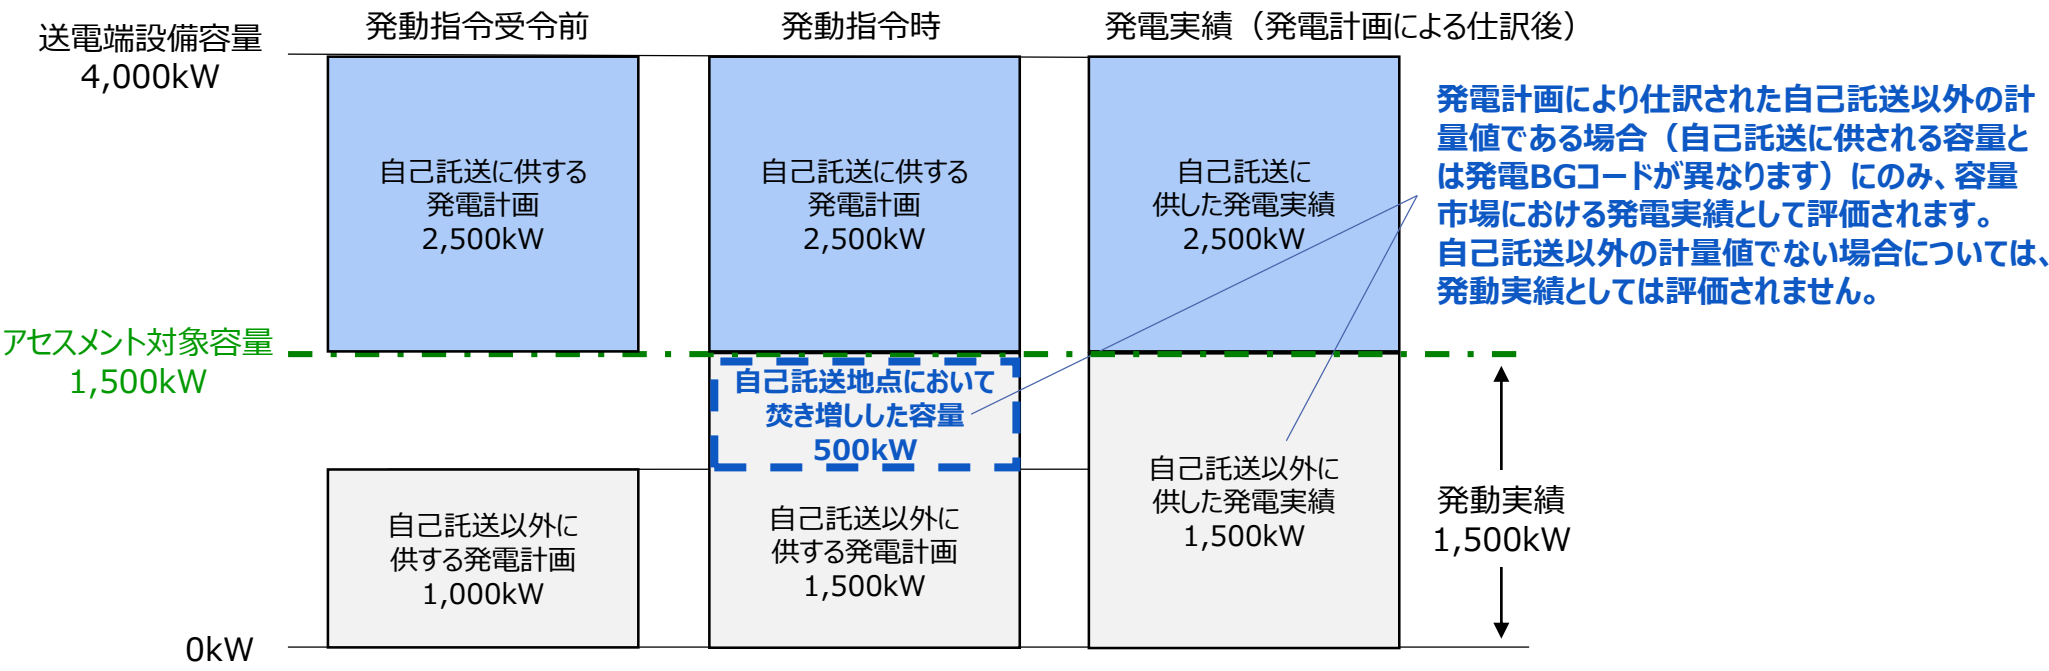 送電端設備容量
4,000kW
発動指令受令前
発動指令時
発電実績（発電計画による仕訳後）
自己託送に供する
発電計画
2,500kW
自己託送に供する
発電計画
2,500kW
自己託送に
供した発電実績
2,500kW
発電計画により仕訳された自己託送以外の計
量値である場合（自己託送に供される容量と
は発電BGコードが異なります）にのみ、容量
市場における発電実績として評価されます。
自己託送以外の計量値でない場合については、
発動実績としては評価されません。
アセスメント対象容量
1,500kW
自己託送地点において
焚き増しした容量
500kW
自己託送以外に
供する発電計画
1,000kW
自己託送以外に
供する発電計画
1,500kW
自己託送以外に
供した発電実績
1,500kW
発動実績
1,500kW
0kW